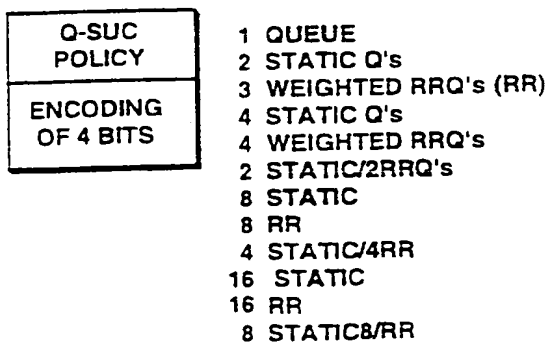 Q-SUC
POLICY
ENCODING
OF 4 BITS
1 QUEUE
2 STATIC Q's
3 WEIGHTED RRQ's (RR)
4 STATIC Q's
4 WEIGHTED RRQ's
2 STATIC/2RRQ's
8 STATIC
8 RR
4 STATIC/4RR
16 STATIC
16 RR
8 STATIC8/RR